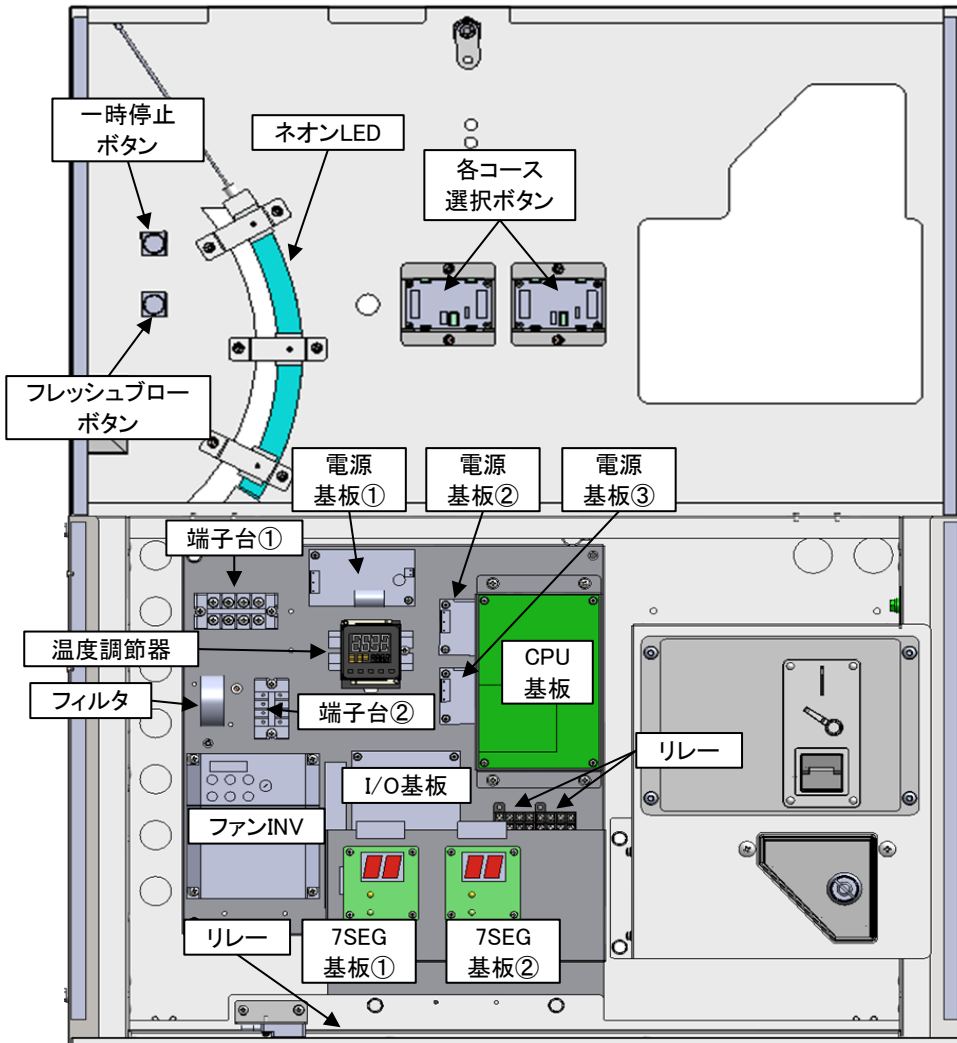 一時停止
ボタン
ネオンLED
各コース
選択ボタン
フレッシュブロー
ボタン
電源
基板①
電源
基板②
電源
基板③
端子台①
温度調節器
CPU
基板
フィルタ
端子台②
リレー
I/O基板
ファンINV
リレー
7SEG
基板①
7SEG
基板②